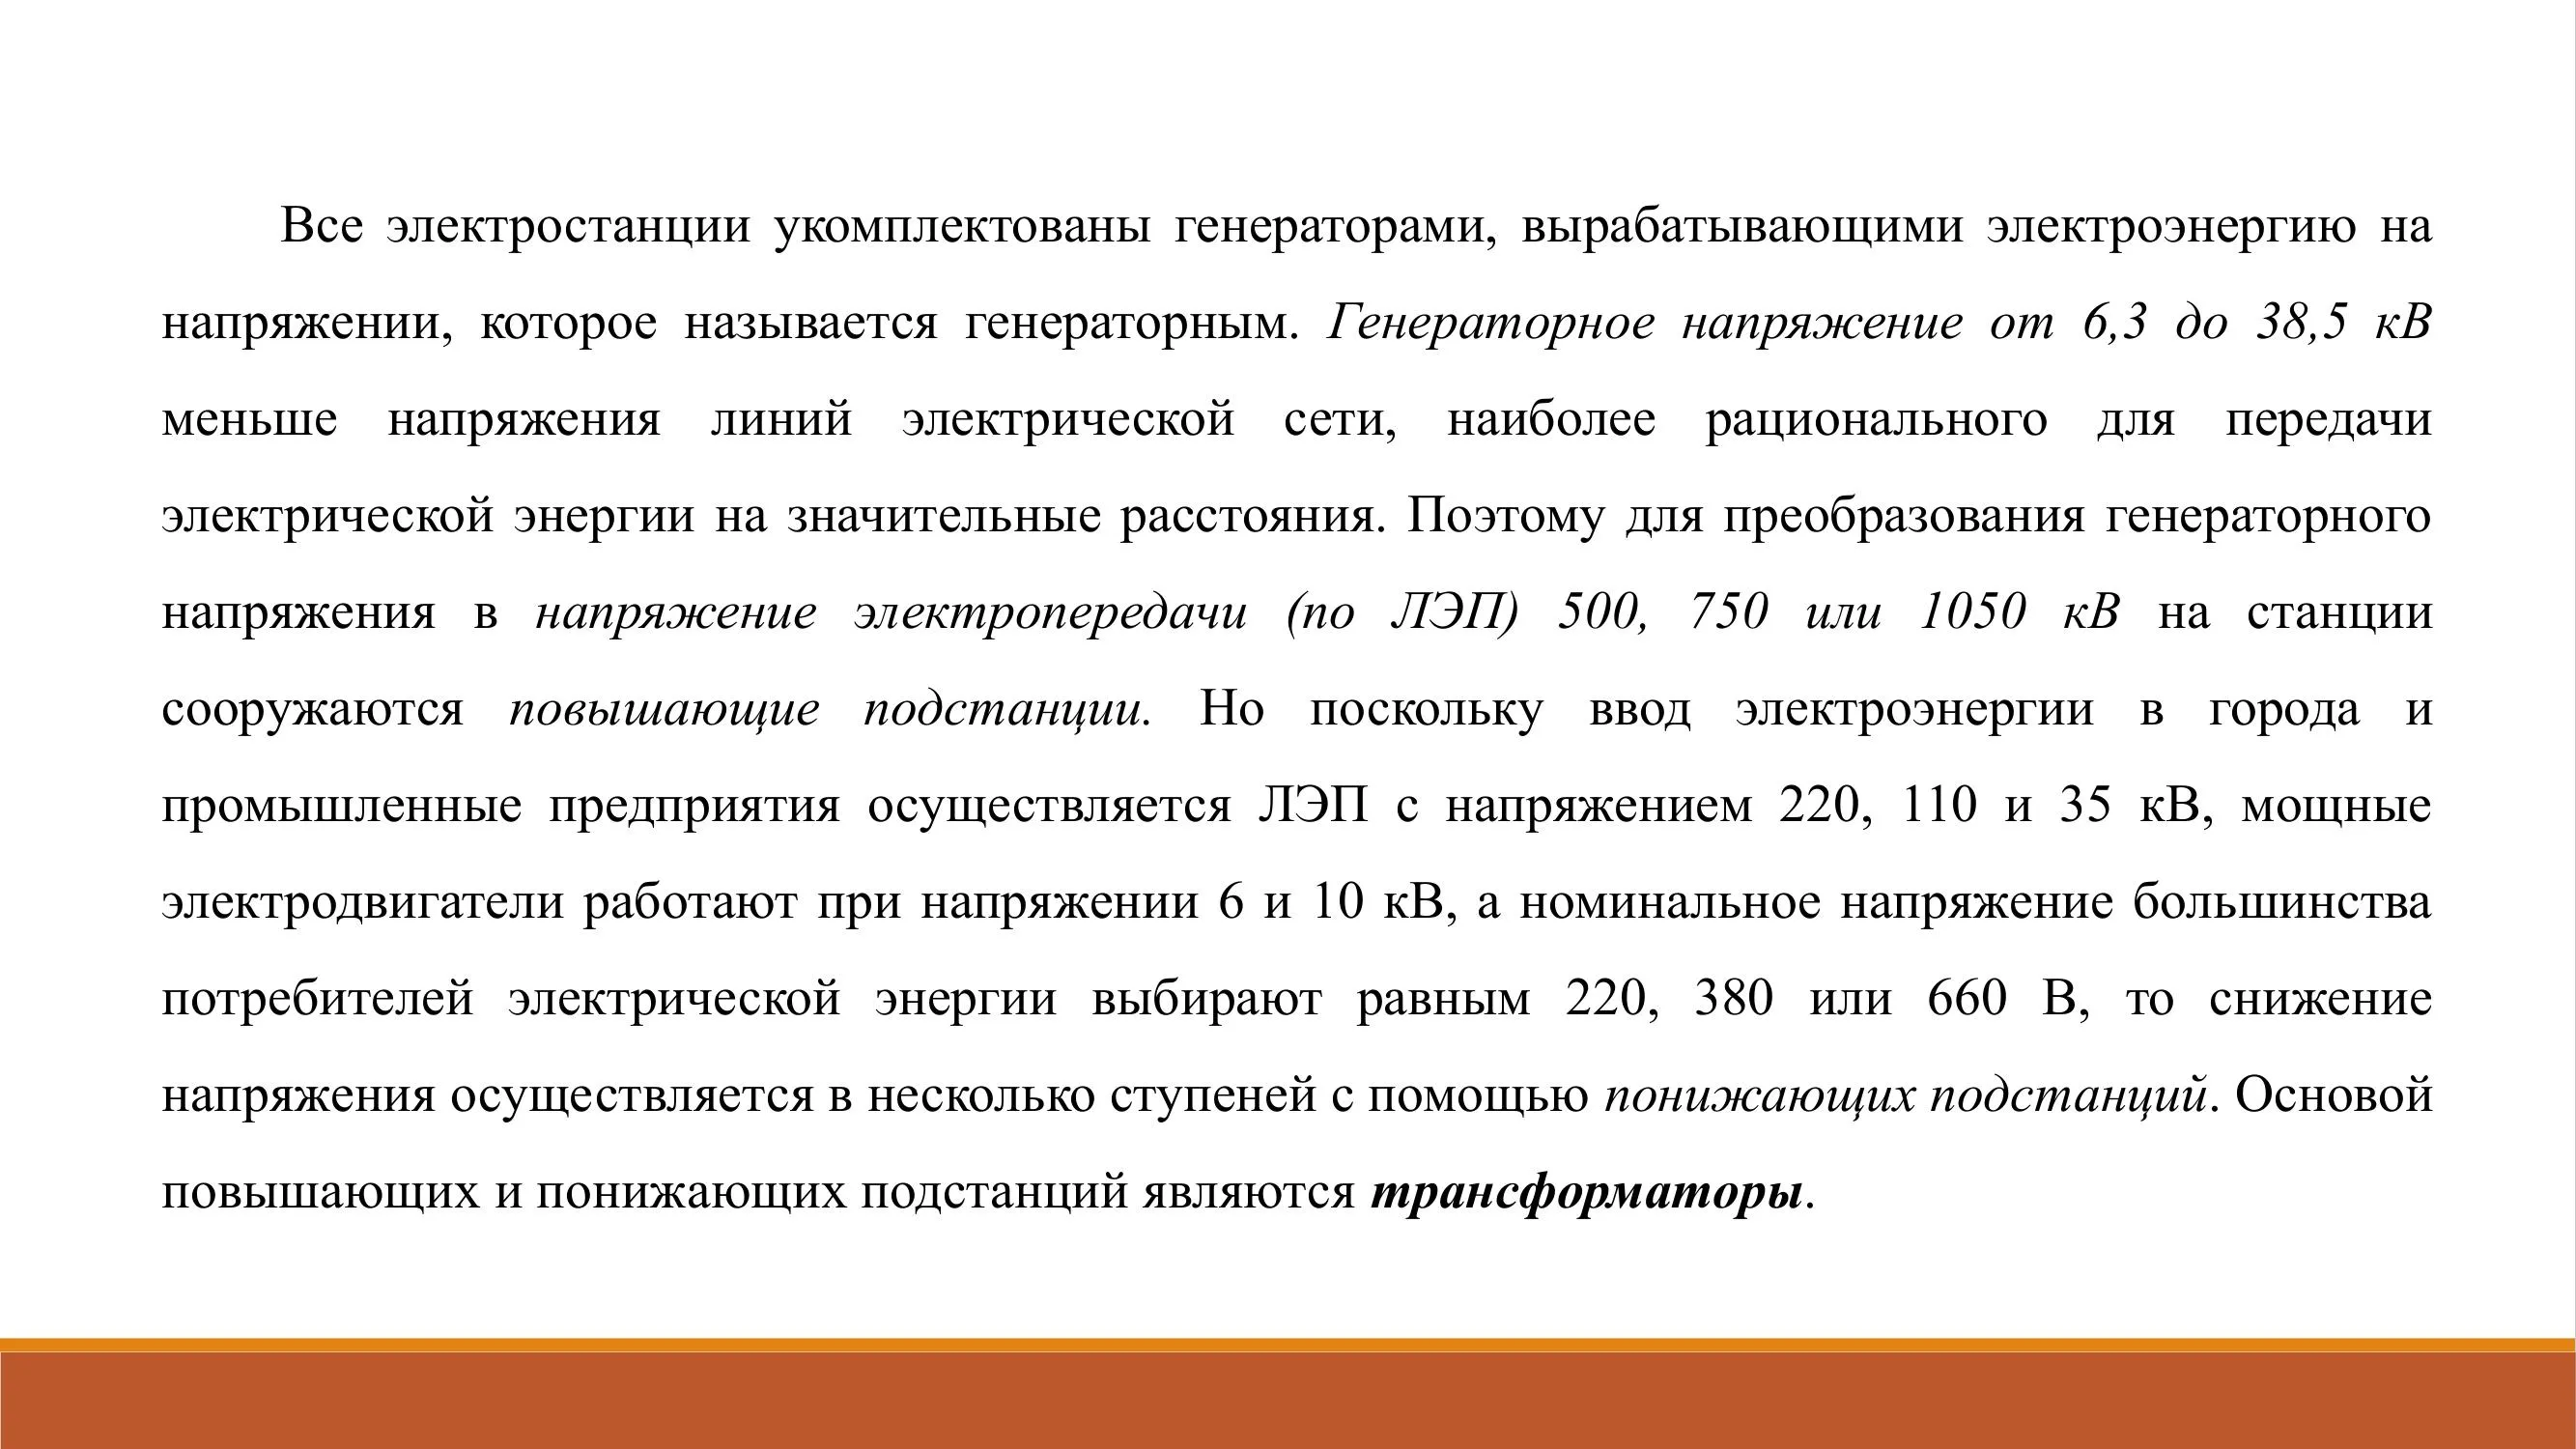 Все электростанции укомплектованы генераторами, вырабатывающими электроэнергию на
напряжении, которое называется генераторным. Генераторное напряжение от 6,3 до 38,5 кВ
меньше напряжения линий электрической сети, наиболее рационального для передачи
электрической энергии на значительные расстояния. Поэтому для преобразования генераторного
напряжения в напряжение электропередачи (по ЛЭП) 500, 750 или 1050 кВ на станции
сооружаются повышающие подстанции. Но поскольку ввод электроэнергии в города и
промышленные предприятия осуществляется ЛЭП с напряжением 220, 110 и 35 кВ, мощные
электродвигатели работают при напряжении 6 и 10 кВ, а номинальное напряжение большинства
потребителей электрической энергии выбирают равным 220, 380 или 660 В, то снижение
напряжения осуществляется в несколько ступеней с помощью понижающих подстанций. Основой
повышающих и понижающих подстанций являются трансформаторы.